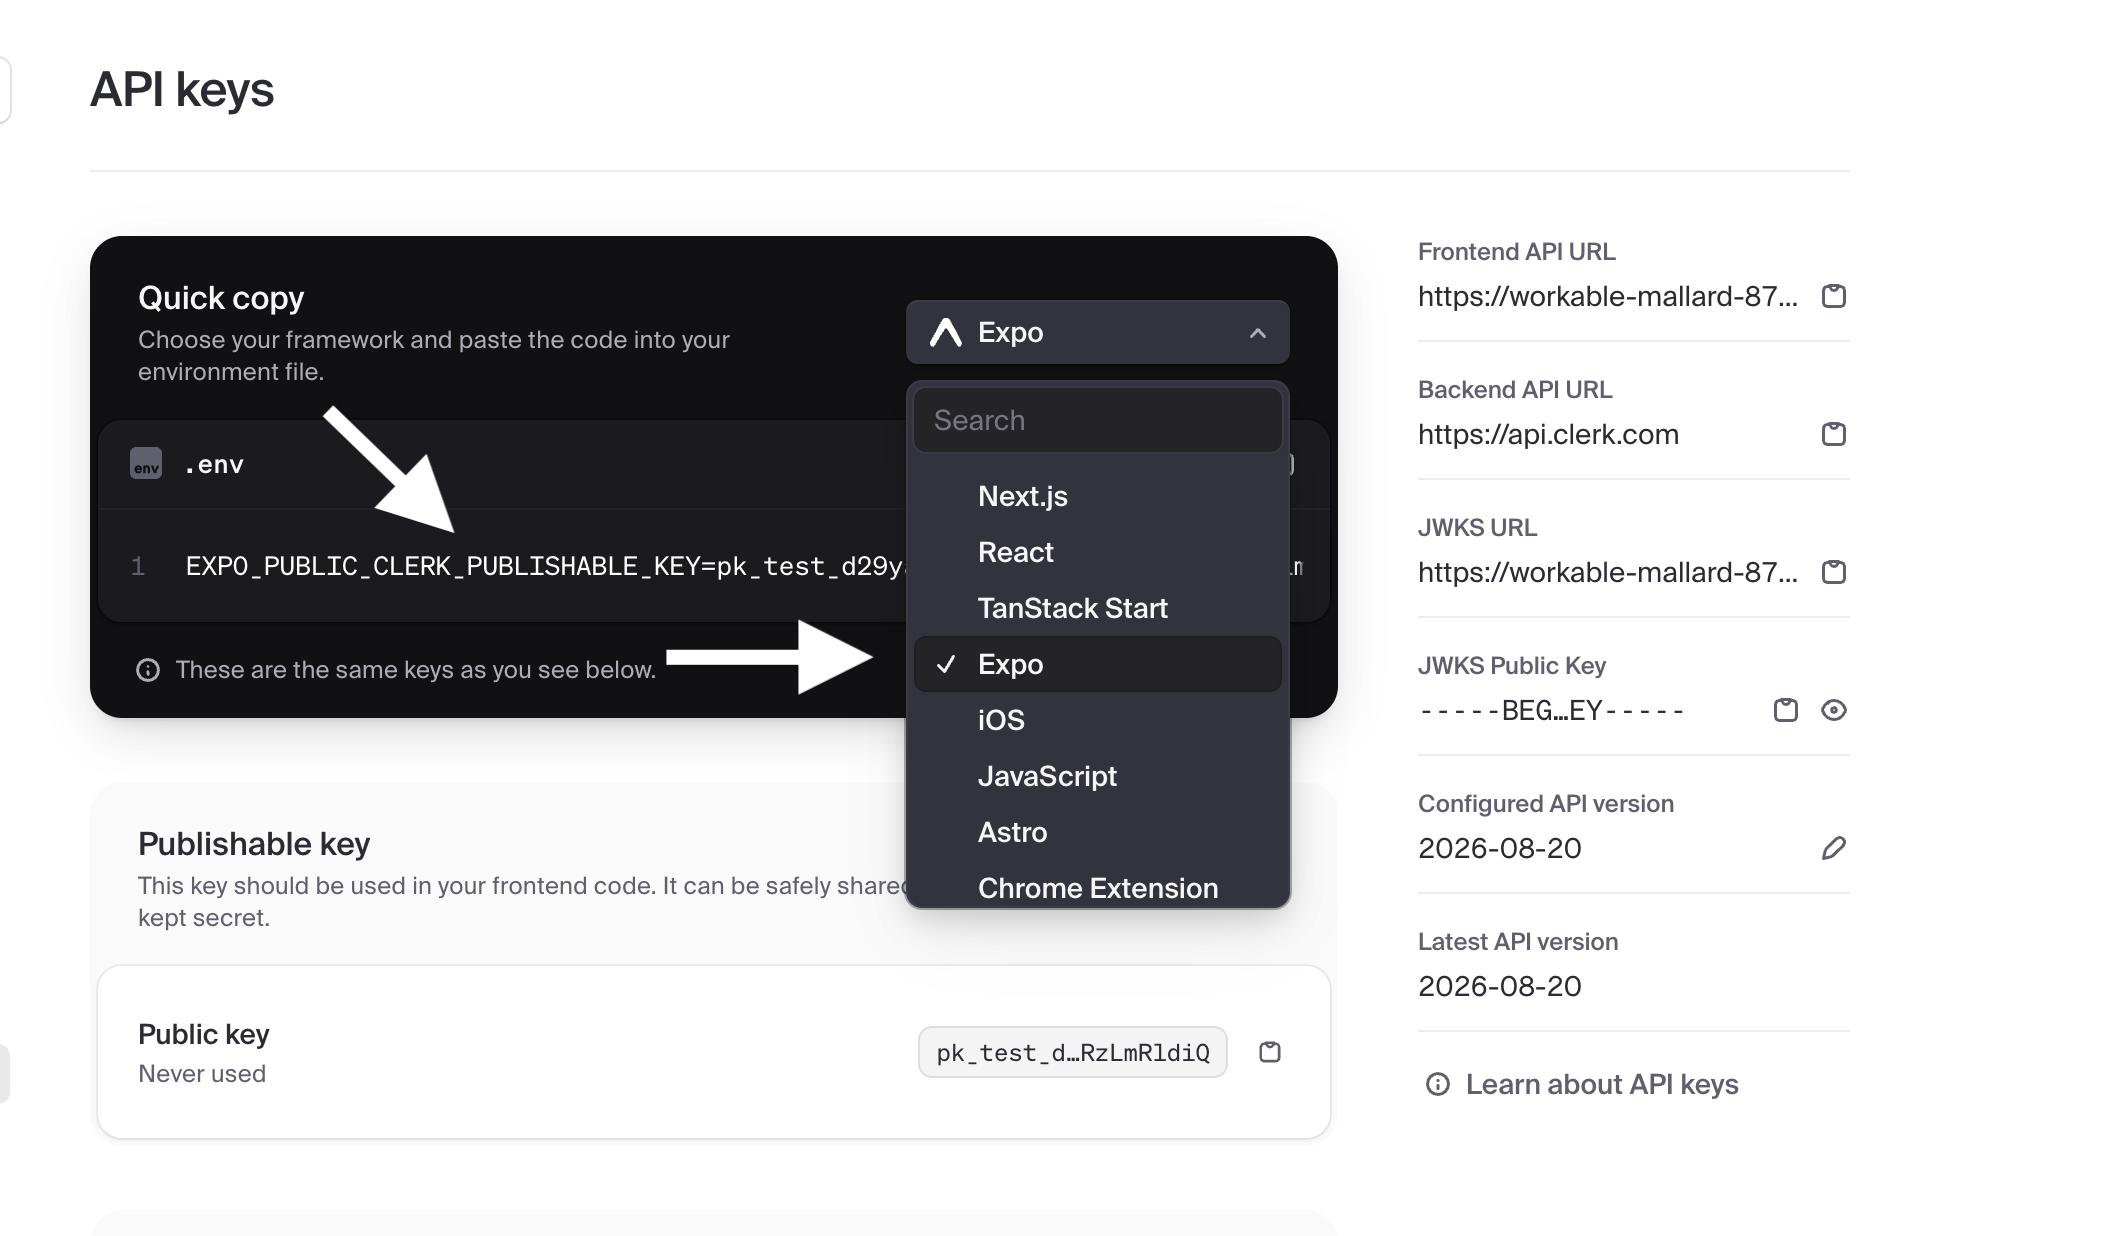 API keys
Quick copy
Choose your framework and paste the code into your
environment file.
Expo
Search
Next.js
React
TanStack Start
Expo
iOS
JavaScript
Astro
Chrome Extension
env
.env
1 EXPO_PUBLIC_CLERK_PUBLISHABLE_KEY=pk_test_d29y
These are the same keys as you see below.
Publishable key
This key should be used in your frontend code. It can be safely shared
kept secret.
Public key
Never used
pk_test_d…RzLmRldiQ
Frontend API URL
https://workable-mallard-87...
Backend API URL
https://api.clerk.com
JWKS URL
https://workable-mallard-87...
JWKS Public Key
-----BEG…EY-----
Configured API version
2026-08-20
Latest API version
2026-08-20
Learn about API keys